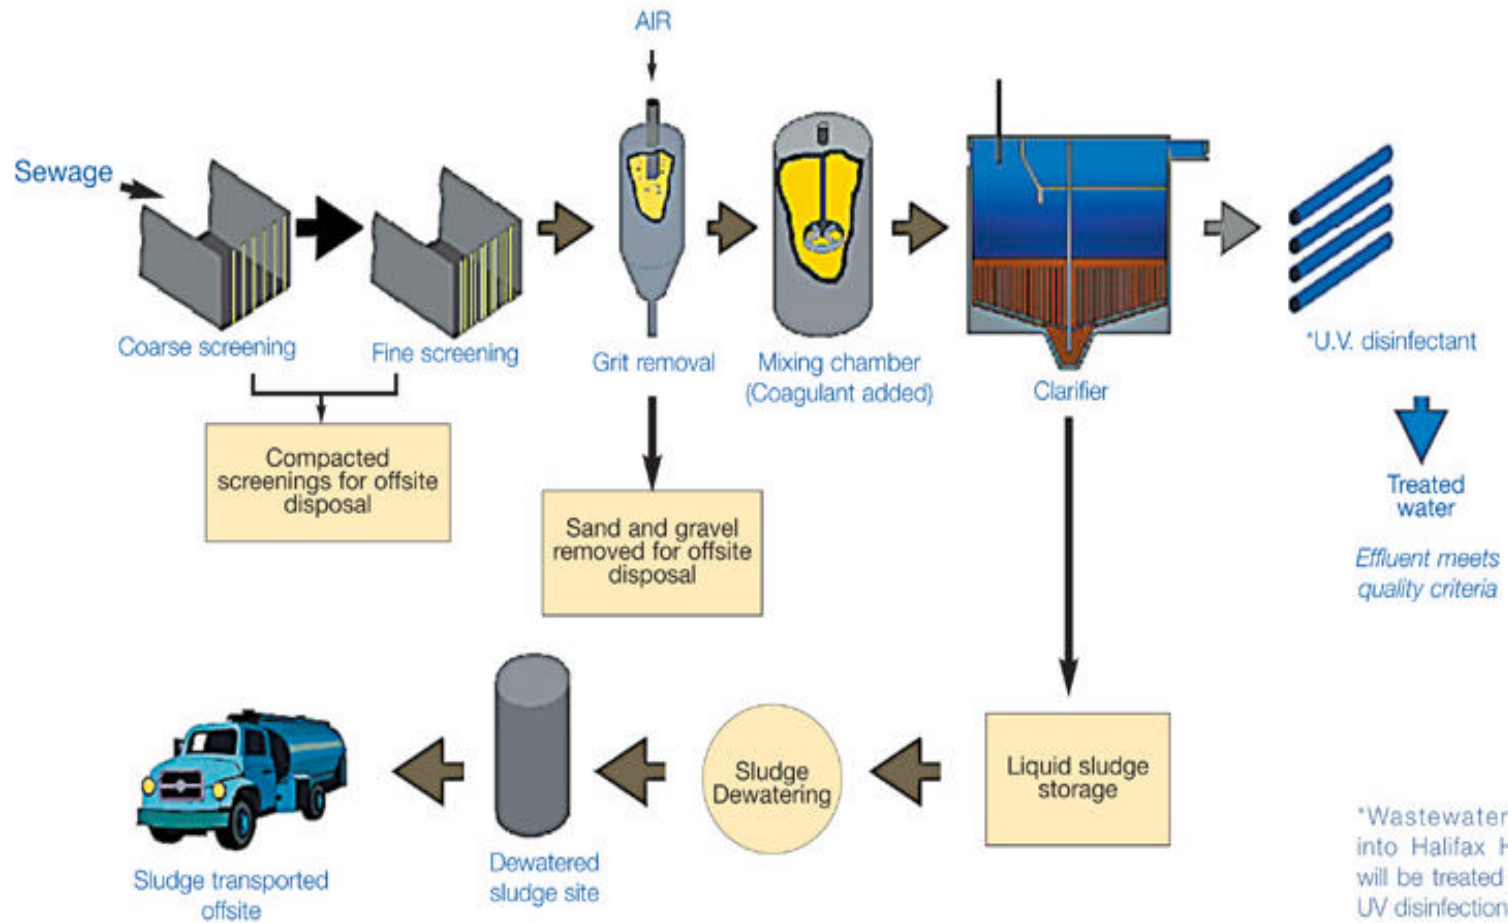 AIR
Sewage
Coarse screening
Fine screening
Grit removal
Mixing chamber
(Coagulant added)
Clarifier
*U.V. disinfectant
Compacted
screenings for offsite
disposal
Sand and gravel
removed for offsite
disposal
Treated
water
Effluent meets
quality criteria
Liquid sludge
storage
Sludge
Dewatering
Dewatered
sludge site
Sludge transported
offsite
*Wastewater
into Halifax H
will be treated
UV disinfection